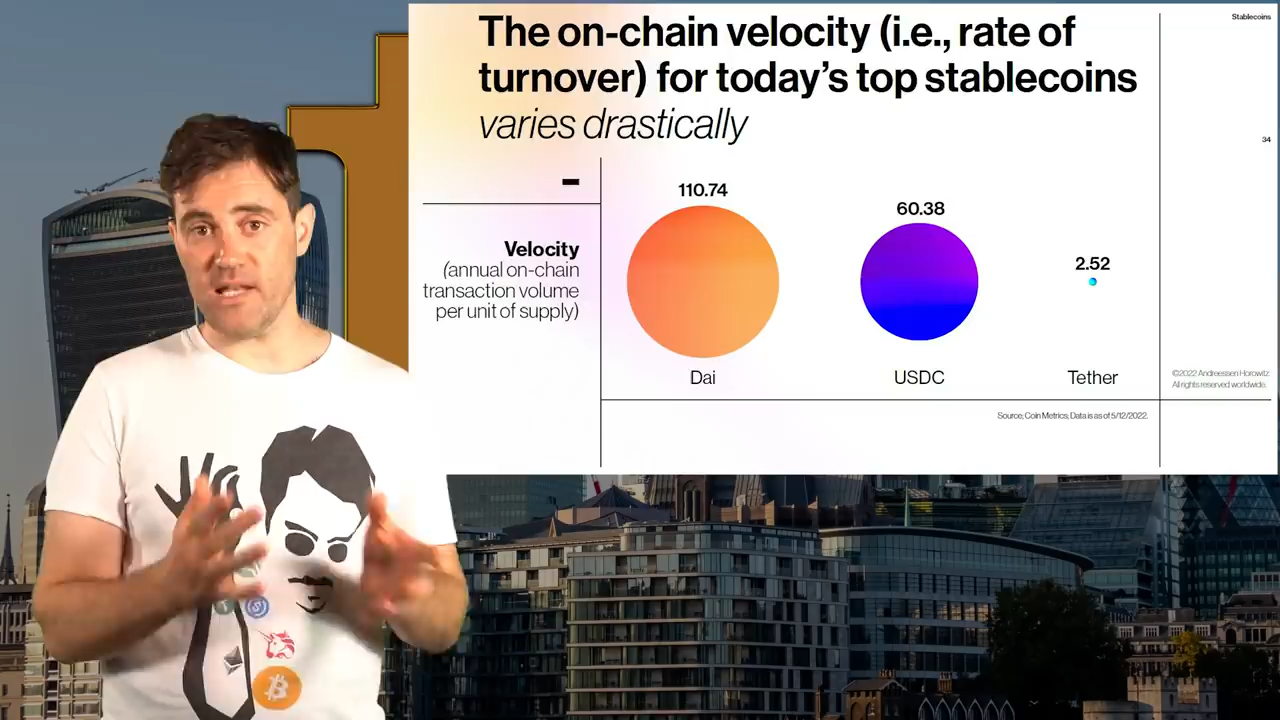 The on-chain velocity (i.e., rate of
turnover) for today's top stablecoins
varies drastically
Stablecoins
34
-
Velocity
(annual on-chain
transaction volume
per unit of supply)
110.74
60.38
2.52
Dai
USDC
Tether
©2022 Andreessen Horowitz
All rights reserved worldwide.
Source; Coin Metrics; Data is as of 5/12/2022.